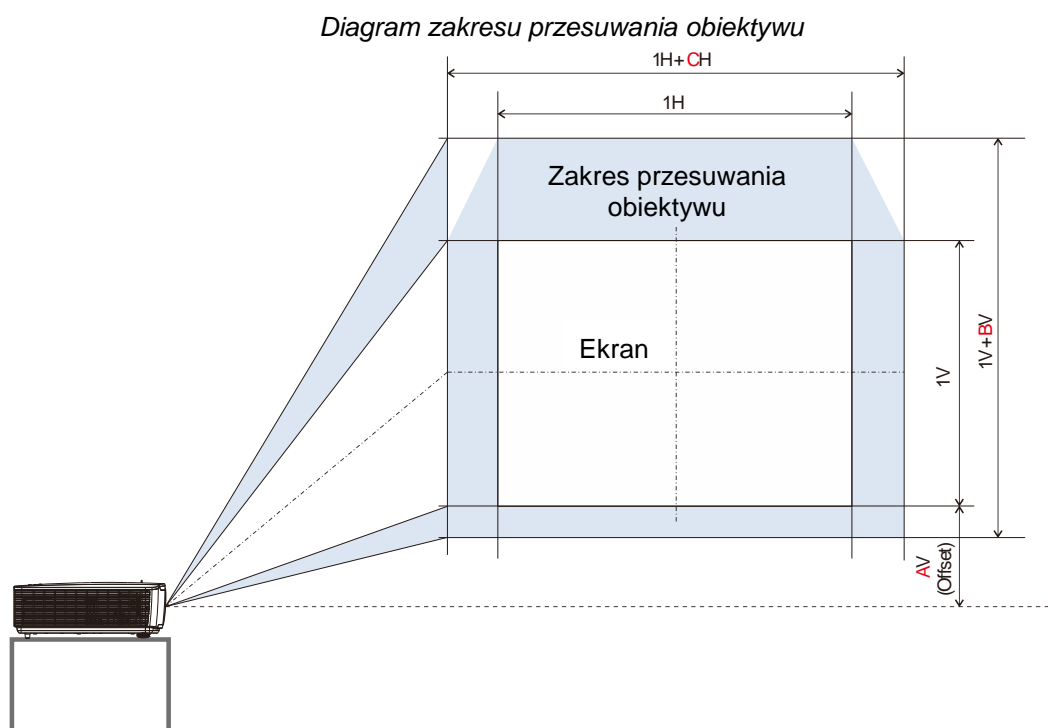 Diagram zakresu przesuwania obiektywu
1H+CH
1H
Zakres przesuwania
obiektywu
Ekran
1V
1V+BV
AV
(Offset)